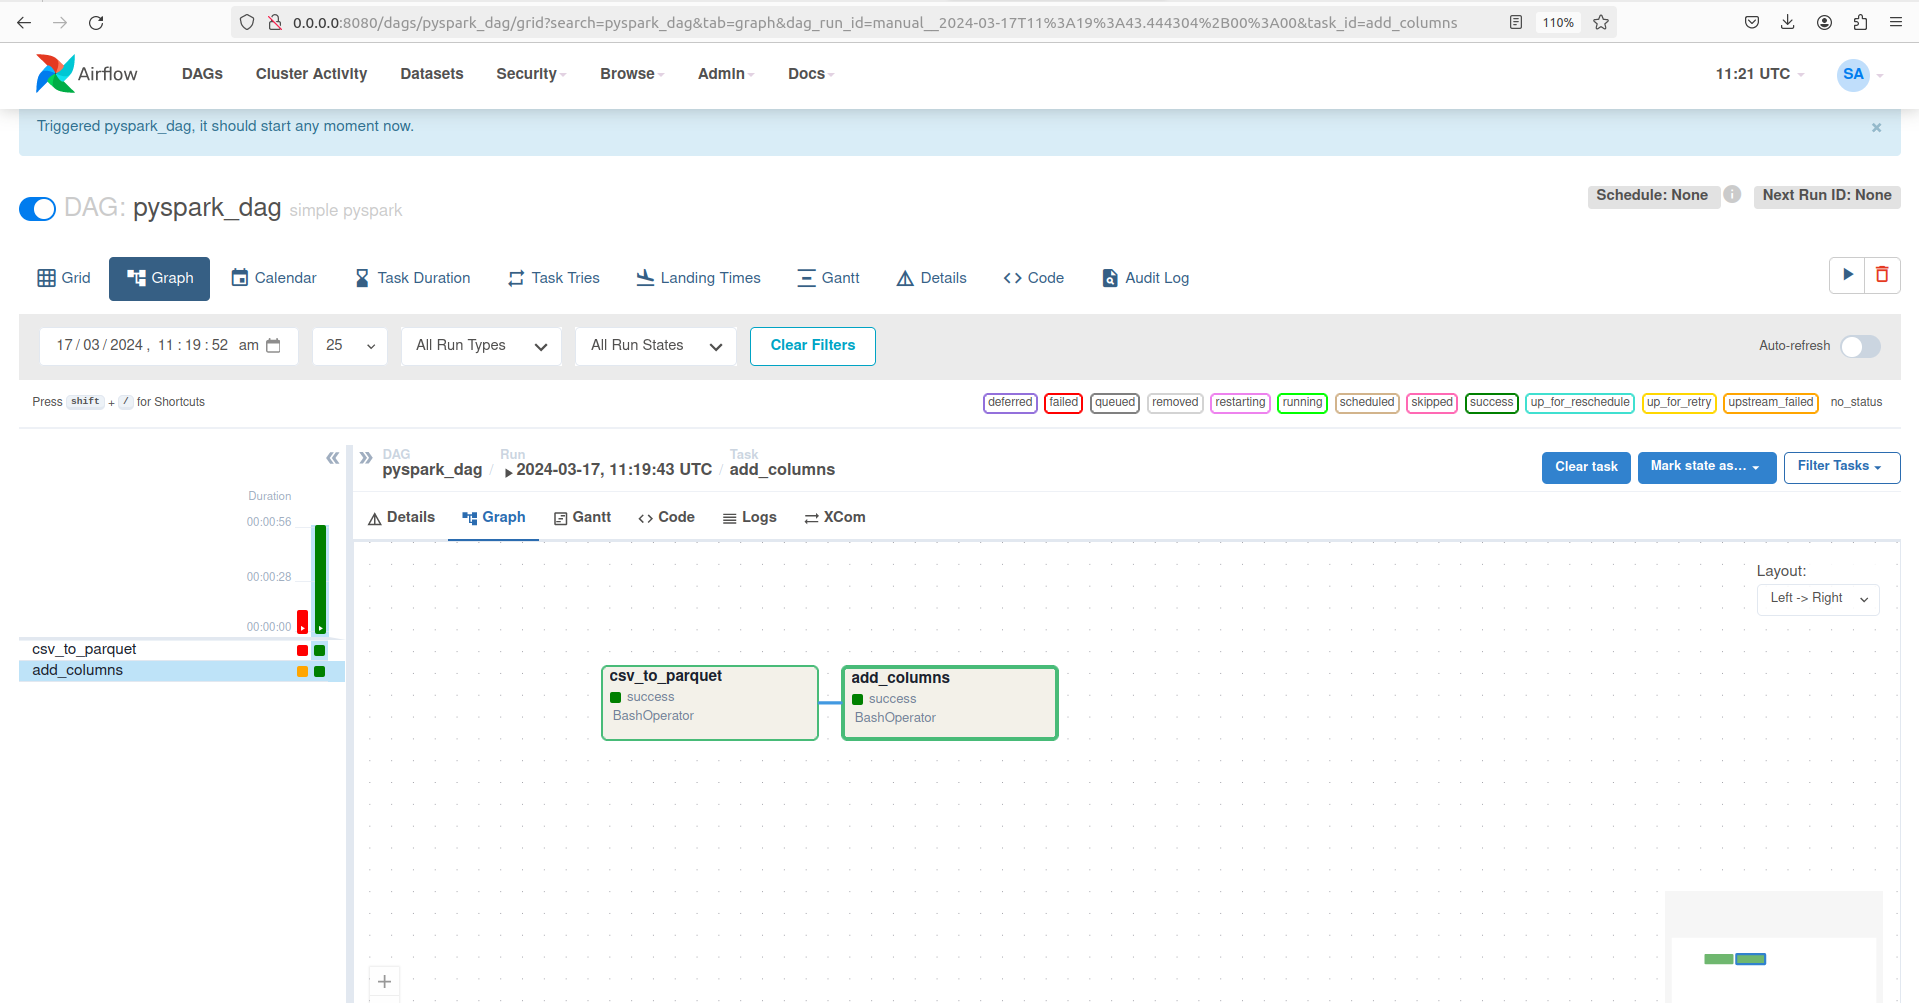 0.0.0.0:8080/dags/pyspark_dag/grid?search=pyspark_dag&tab=graph&dag_run_id=manual__2024-03-17T11%3A19%3A43.444304%2B00%3A00&task_id=add_columns 110%
Airflow DAGs Cluster Activity Datasets Security Browse Admin Docs 11:21 UTC SA
Triggered pyspark_dag, it should start any moment now. ×
DAG: pyspark_dag simple pyspark Schedule: None i Next Run ID: None
Grid Graph Calendar Task Duration Task Tries Landing Times Gantt Details Code Audit Log
17/03/2024, 11:19:52 am 25 All Run Types All Run States Clear Filters Auto-refresh
Press shift + / for Shortcuts deferred failed queued removed restarting running scheduled skipped success up_for_reschedule up_for_retry upstream_failed no_status
DAG Run Task
pyspark_dag / 2024-03-17, 11:19:43 UTC / add_columns Clear task Mark state as... Filter Tasks
Duration
00:00:56
00:00:28
00:00:00
csv_to_parquet
add_columns
Details Graph Gantt Code Logs XCom
Layout:
Left -> Right
csv_to_parquet
success
BashOperator
add_columns
success
BashOperator
+